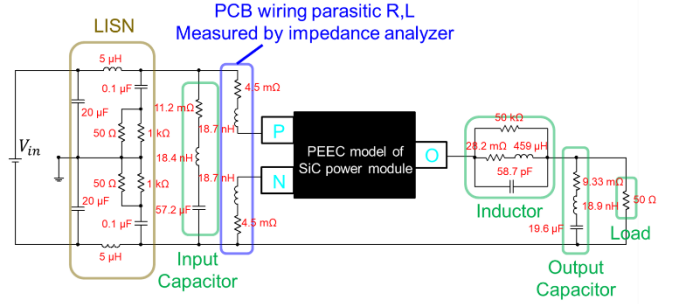 PCB wiring parasitic R,L
Measured by impedance analyzer
LISN
5 µH
0.1 µF
20 µF
50 Ω
1 kΩ
50 Ω
1 kΩ
20 µF
0.1 µF
5 µH
Vin
11.2 mΩ
18.4 nH
57.2 µF
Input
Capacitor
4.5 mΩ
18.7 nH
18.7 nH
4.5 mΩ
P
N
PEEC model of
SiC power module
O
50 kΩ
28.2 mΩ
459 µH
58.7 pF
Inductor
9.33 mΩ
18.9 nH
19.6 µF
Output
Capacitor
50 Ω
Load